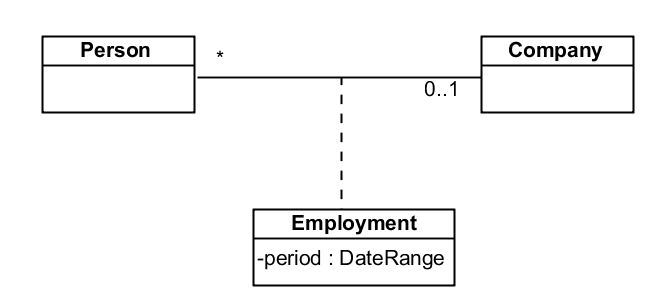 Person
*
Company
0..1
Employment
-period : DateRange